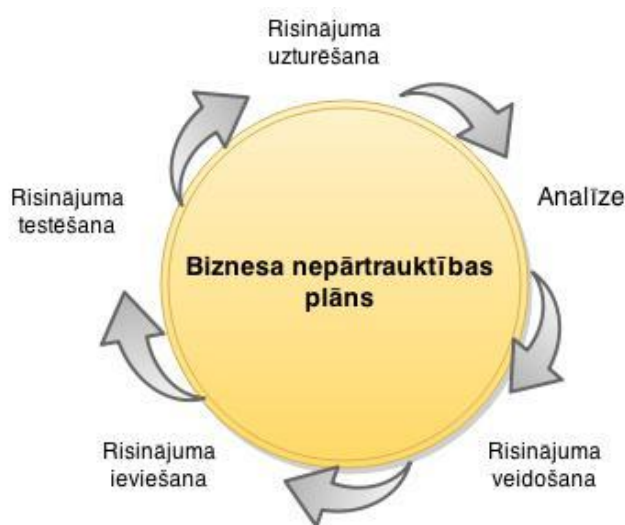 Risinājuma
uzturēšana
Analīze
Risinājuma
testēšana
Biznesa nepārtrauktības
plāns
Risinājuma
ieviešana
Risinājuma
veidošana